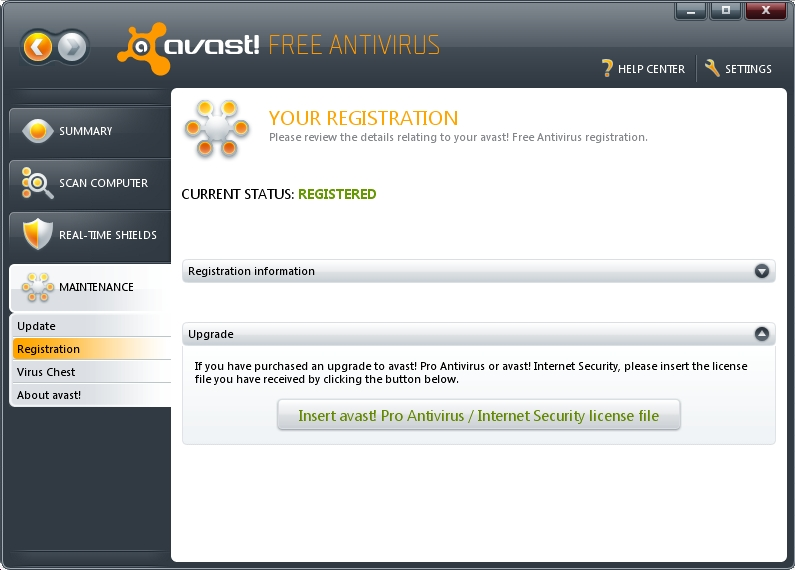 avast! FREE ANTIVIRUS
HELP CENTER
SETTINGS
SUMMARY
SCAN COMPUTER
REAL-TIME SHIELDS
MAINTENANCE
Update
Registration
Virus Chest
About avast!
YOUR REGISTRATION
Please review the details relating to your avast! Free Antivirus registration.
CURRENT STATUS: REGISTERED
Registration information
Upgrade
If you have purchased an upgrade to avast! Pro Antivirus or avast! Internet Security, please insert the license
file you have received by clicking the button below.
Insert avast! Pro Antivirus / Internet Security license file